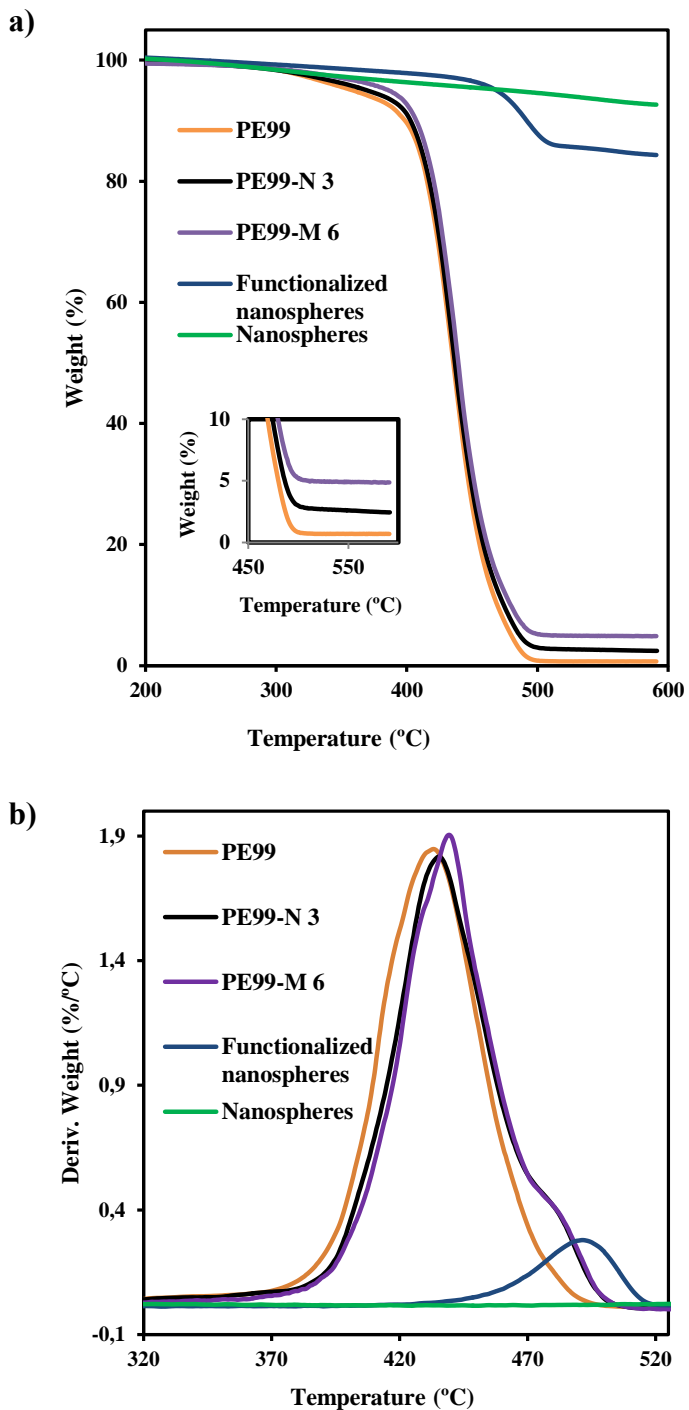 a)
100
80
60
40
20
0
Weight (%)
PE99
PE99-N 3
PE99-M 6
Functionalized
nanospheres
Nanospheres
10
5
0
Weight (%)
450 550
Temperature (ºC)
200 300 400 500 600
Temperature (ºC)
b)
1,9
1,4
0,9
0,4
-0,1
Deriv. Weight (%/ºC)
PE99
PE99-N 3
PE99-M 6
Functionalized
nanospheres
Nanospheres
320 370 420 470 520
Temperature (ºC)